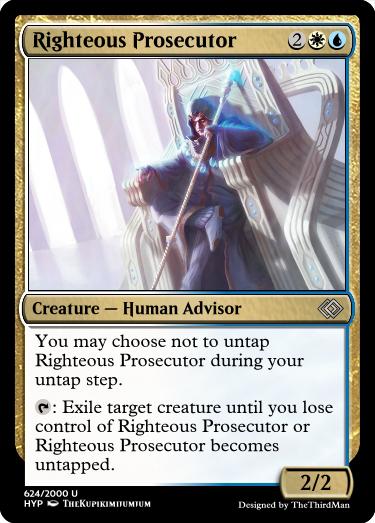 Righteous Prosecutor 2
Creature — Human Advisor
You may choose not to untap
Righteous Prosecutor during your
untap step.
: Exile target creature until you lose
control of Righteous Prosecutor or
Righteous Prosecutor becomes
untapped.
2/2
624/2000 U
HYP TheKupikimijumjum Designed by TheThirdMan